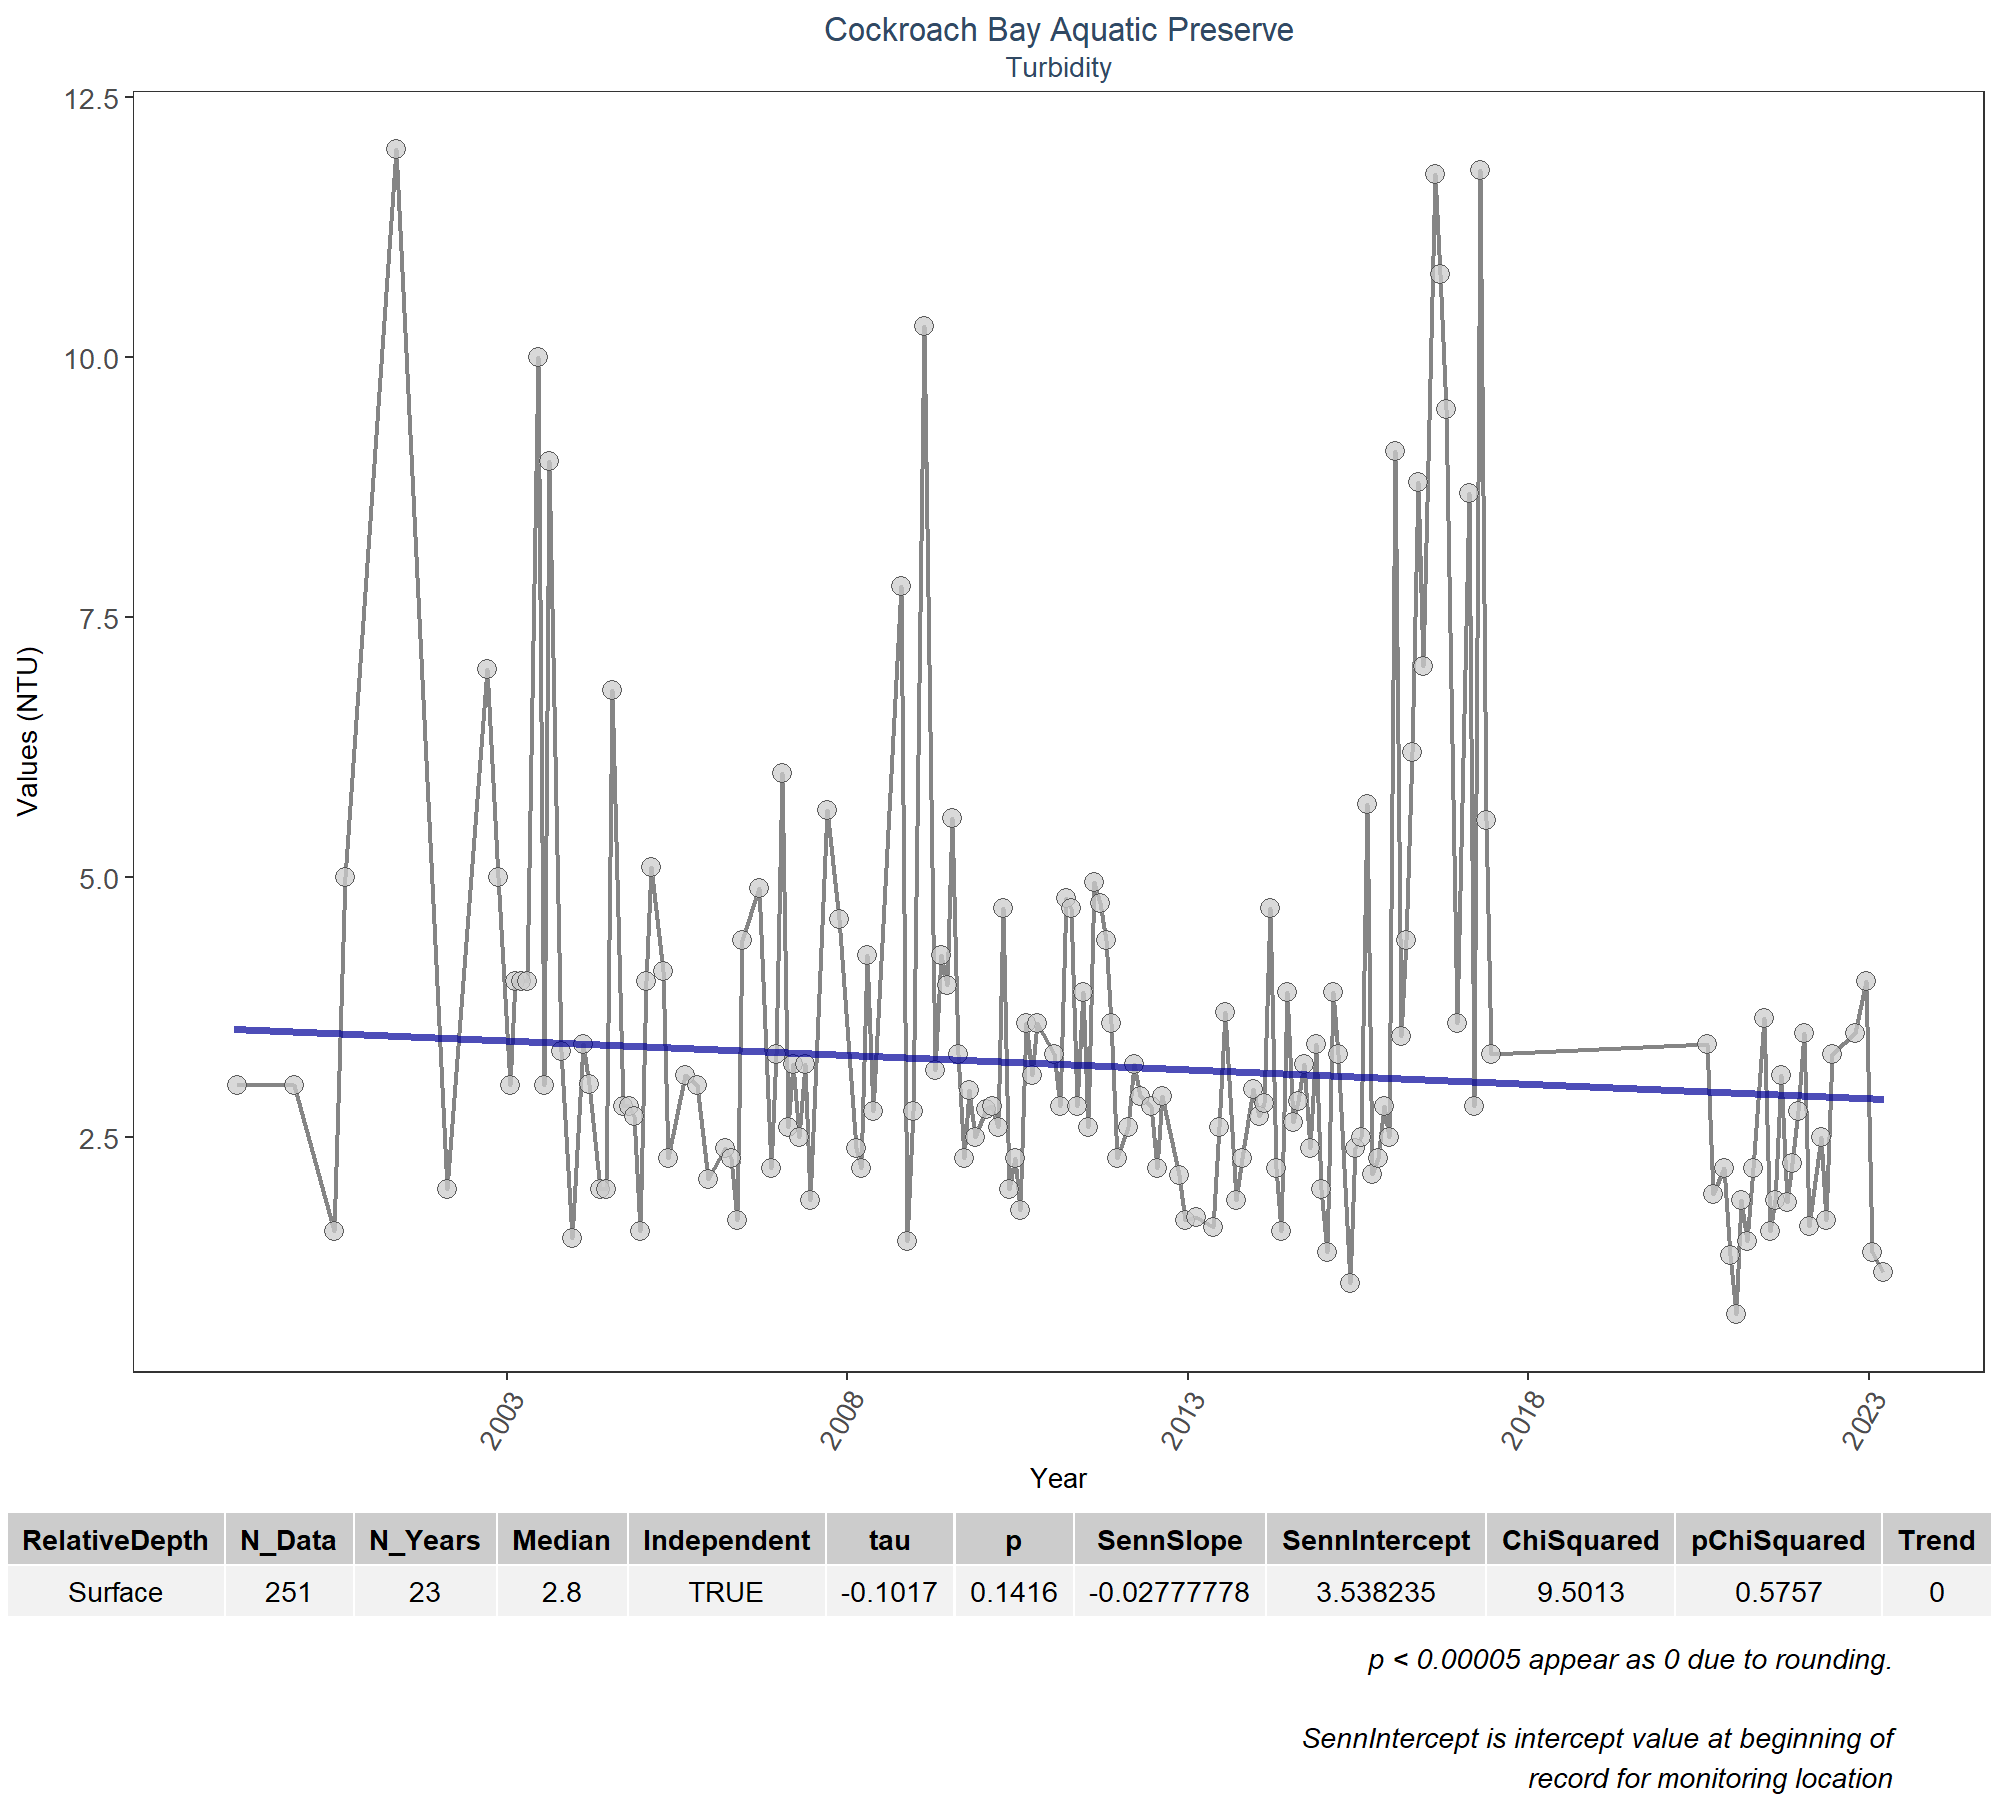 Cockroach Bay Aquatic Preserve
Turbidity
12.5
10.0
7.5
5.0
2.5
Values (NTU)
2003 2008 2013 2018 2023
Year
RelativeDepth N_Data N_Years Median Independent tau p SennSlope SennIntercept ChiSquared pChiSquared Trend
Surface 251 23 2.8 TRUE -0.1017 0.1416 -0.02777778 3.538235 9.5013 0.5757 0
p < 0.00005 appear as 0 due to rounding.
SennIntercept is intercept value at beginning of
record for monitoring location